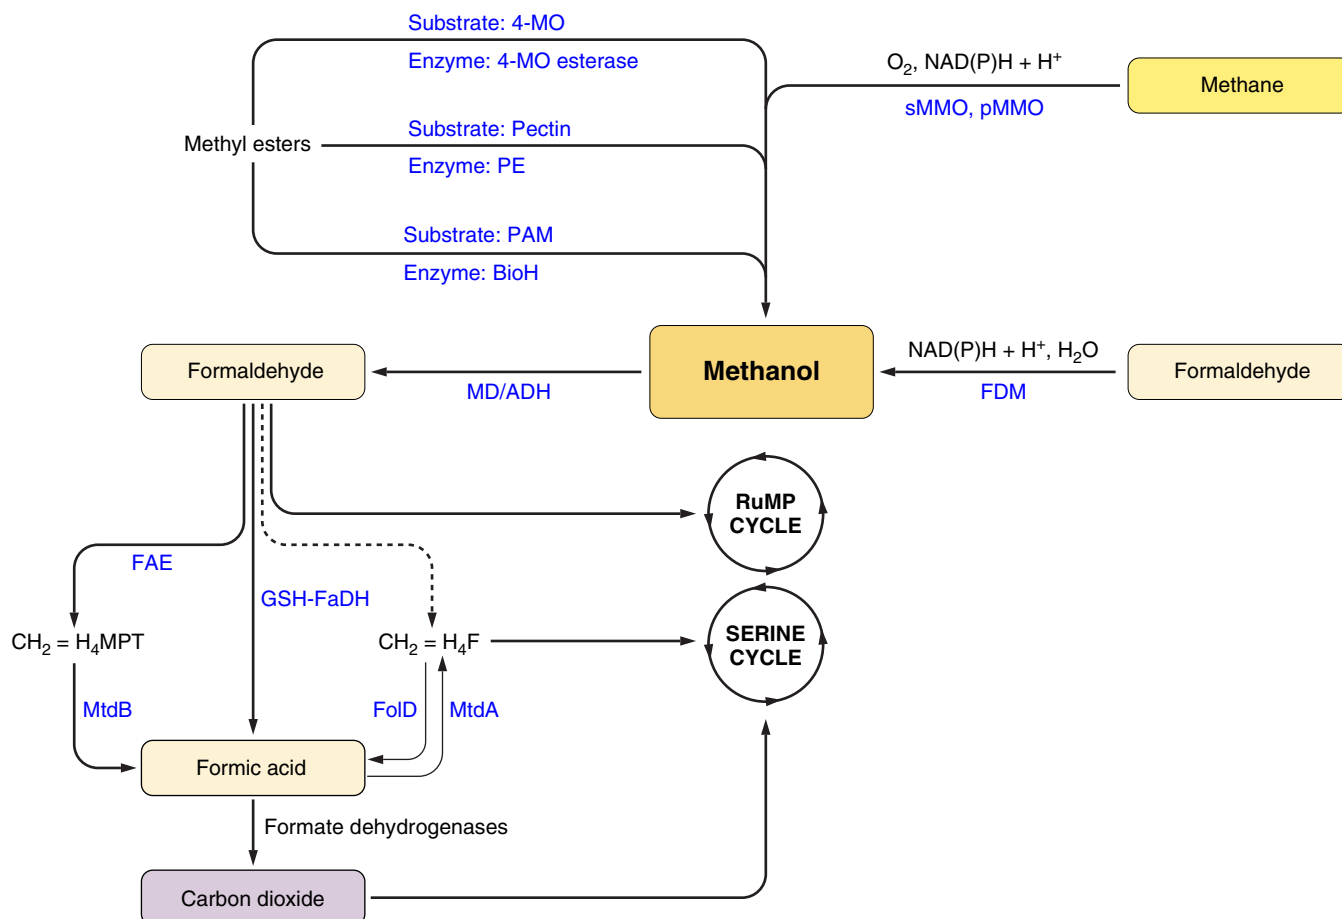 Substrate: 4-MO
Enzyme: 4-MO esterase
O₂, NAD(P)H + H⁺
Methane
sMMO, pMMO
Substrate: Pectin
Methyl esters
Enzyme: PE
Substrate: PAM
Enzyme: BioH
Formaldehyde
MD/ADH
Methanol
NAD(P)H + H⁺, H₂O
FDM
Formaldehyde
RuMP
CYCLE
FAE
GSH-FaDH
CH₂ = H₄MPT
CH₂ = H₄F
SERINE
CYCLE
MtdB
FolD
MtdA
Formic acid
Formate dehydrogenases
Carbon dioxide